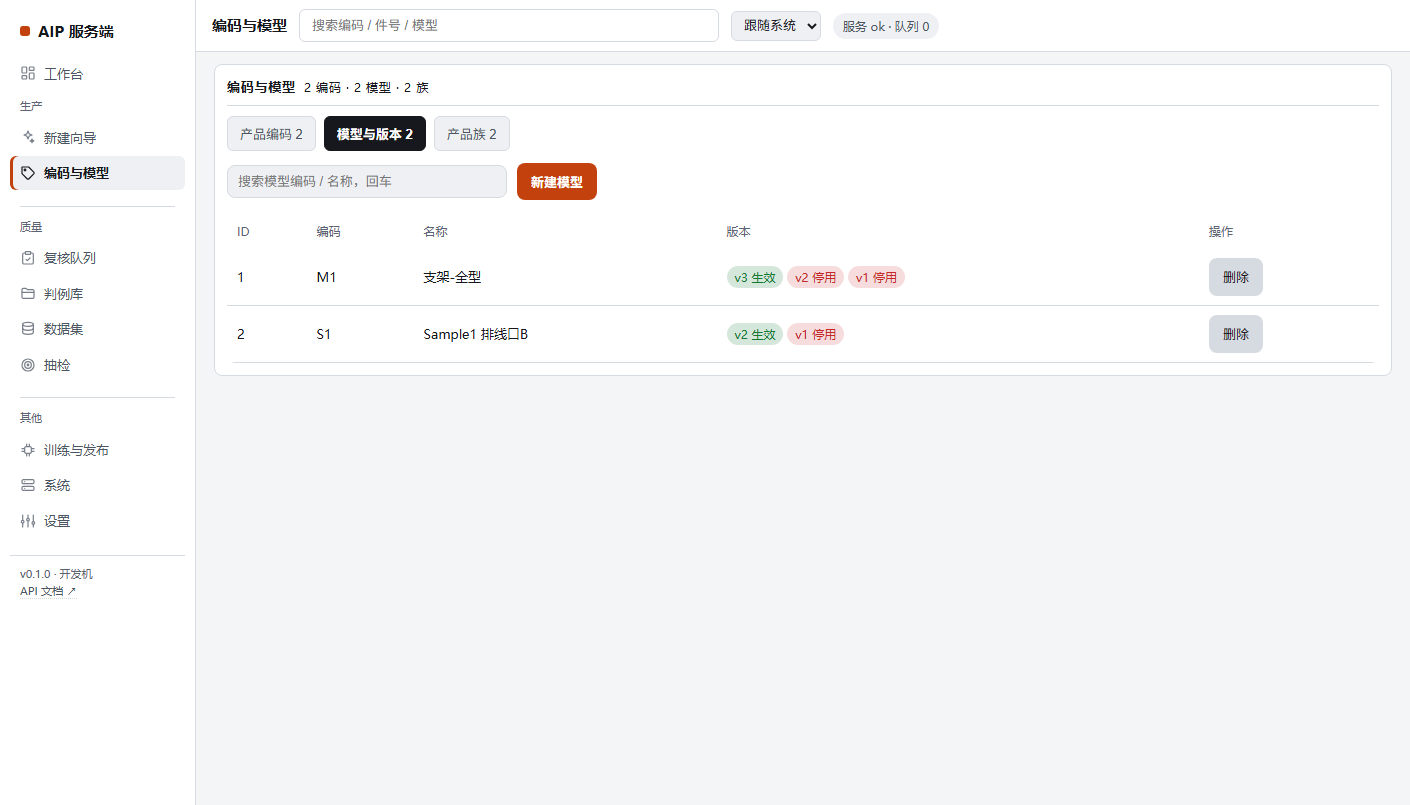 AIP 服务端
工作台
生产
新建向导
编码与模型
质量
复核队列
判例库
数据集
抽检
其他
训练与发布
系统
设置
v0.1.0 · 开发机
API 文档 ↗
编码与模型 搜索编码 / 件号 / 模型 跟随系统 服务 ok · 队列 0
编码与模型 2 编码 · 2 模型 · 2 族
产品编码 2 模型与版本 2 产品族 2
搜索模型编码 / 名称，回车 新建模型
ID 编码 名称 版本 操作
1 M1 支架-全型 v3 生效 v2 停用 v1 停用 删除
2 S1 Sample1 排线口B v2 生效 v1 停用 删除